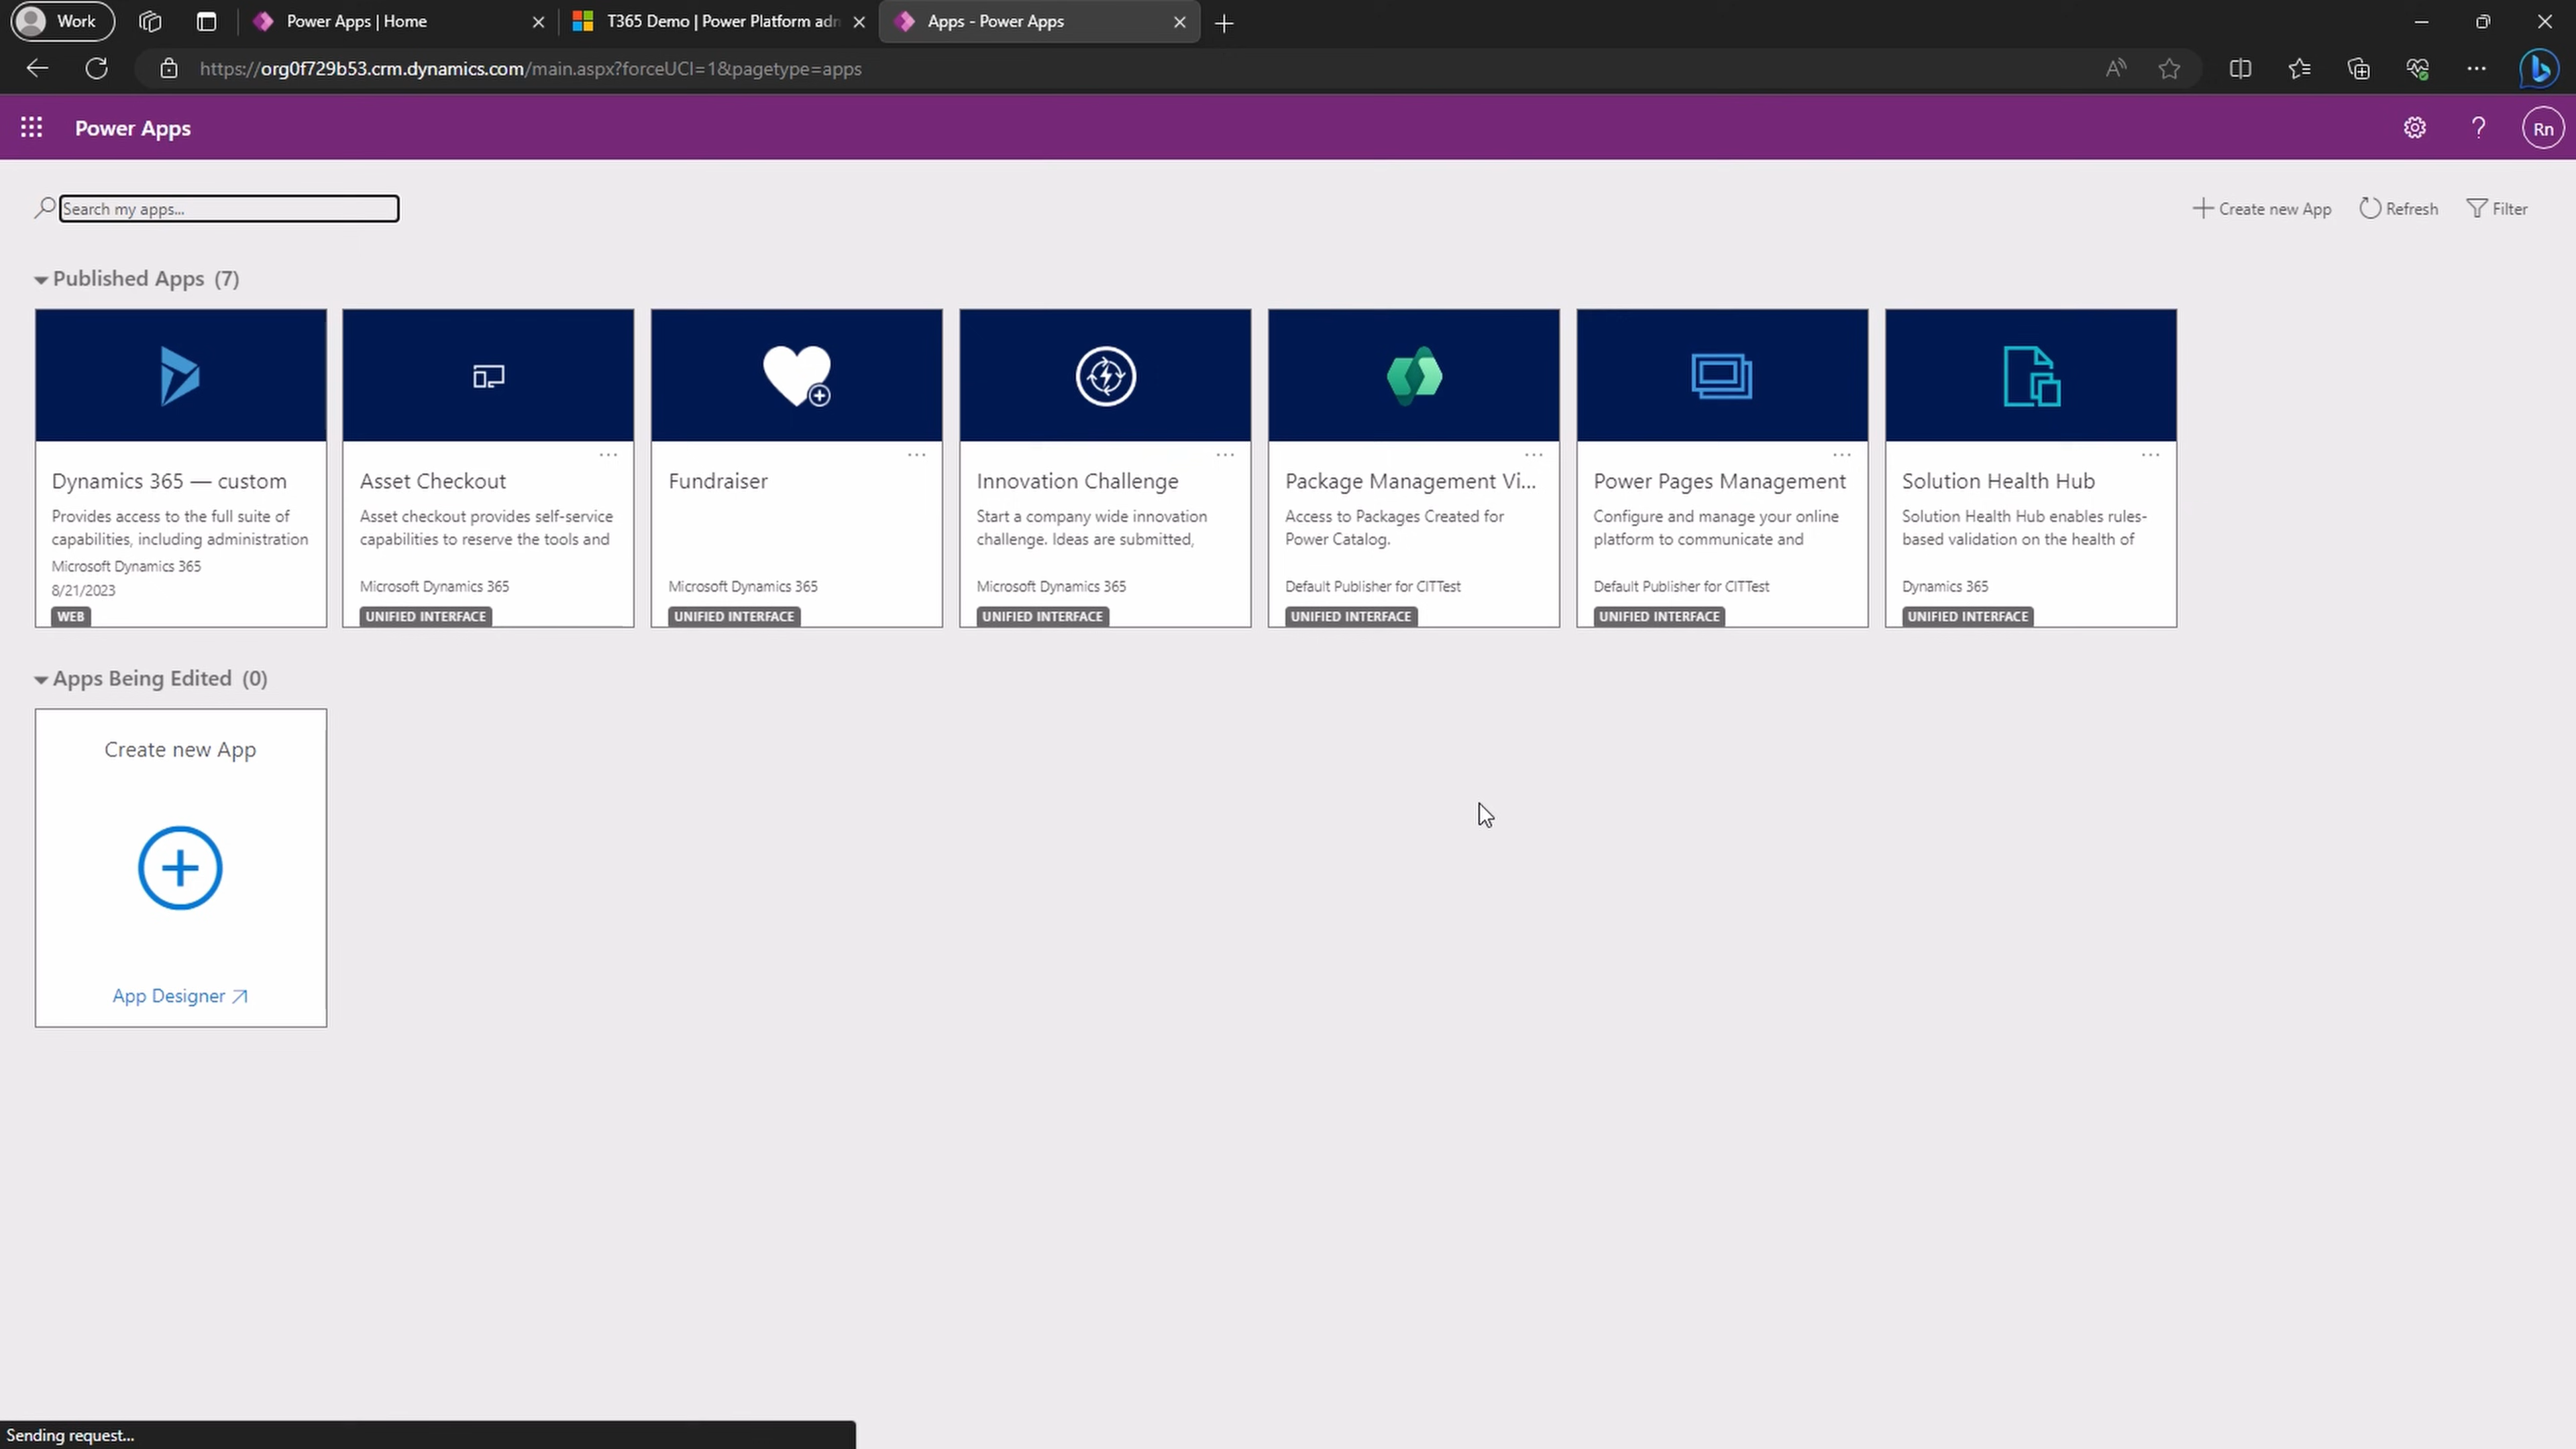 Work
Power Apps | Home
T365 Demo | Power Platform adm
Apps - Power Apps
https://org0f729b53.crm.dynamics.com/main.aspx?forceUCI=1&pagetype=apps
Power Apps
Rn
Search my apps...
Create new App
Refresh
Filter
Published Apps (7)
Dynamics 365 — custom
Provides access to the full suite of
capabilities, including administration
Microsoft Dynamics 365
8/21/2023
WEB
Asset Checkout
Asset checkout provides self-service
capabilities to reserve the tools and
Microsoft Dynamics 365
UNIFIED INTERFACE
Fundraiser
Microsoft Dynamics 365
UNIFIED INTERFACE
Innovation Challenge
Start a company wide innovation
challenge. Ideas are submitted,
Microsoft Dynamics 365
UNIFIED INTERFACE
Package Management Vi...
Access to Packages Created for
Power Catalog.
Default Publisher for CITTest
UNIFIED INTERFACE
Power Pages Management
Configure and manage your online
platform to communicate and
Default Publisher for CITTest
UNIFIED INTERFACE
Solution Health Hub
Solution Health Hub enables rules-
based validation on the health of
Dynamics 365
UNIFIED INTERFACE
Apps Being Edited (0)
Create new App
App Designer
Sending request...